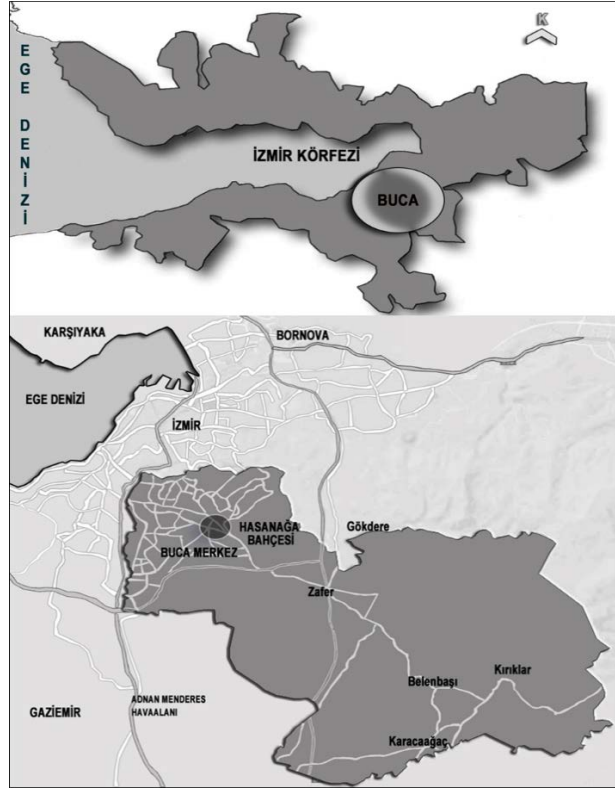 K
EGE DENİZİ
İZMİR KÖRFEZİ
BUCA
KARŞIYAKA
BORNOVA
EGE DENİZİ
İZMİR
HASANAĞA
BAHÇESİ
Gökdere
BUCA MERKEZ
Zafer
Belenbaşı
Kırıklar
ADNAN MENDERES
HAVAALANI
GAZİEMİR
Karacaağaç